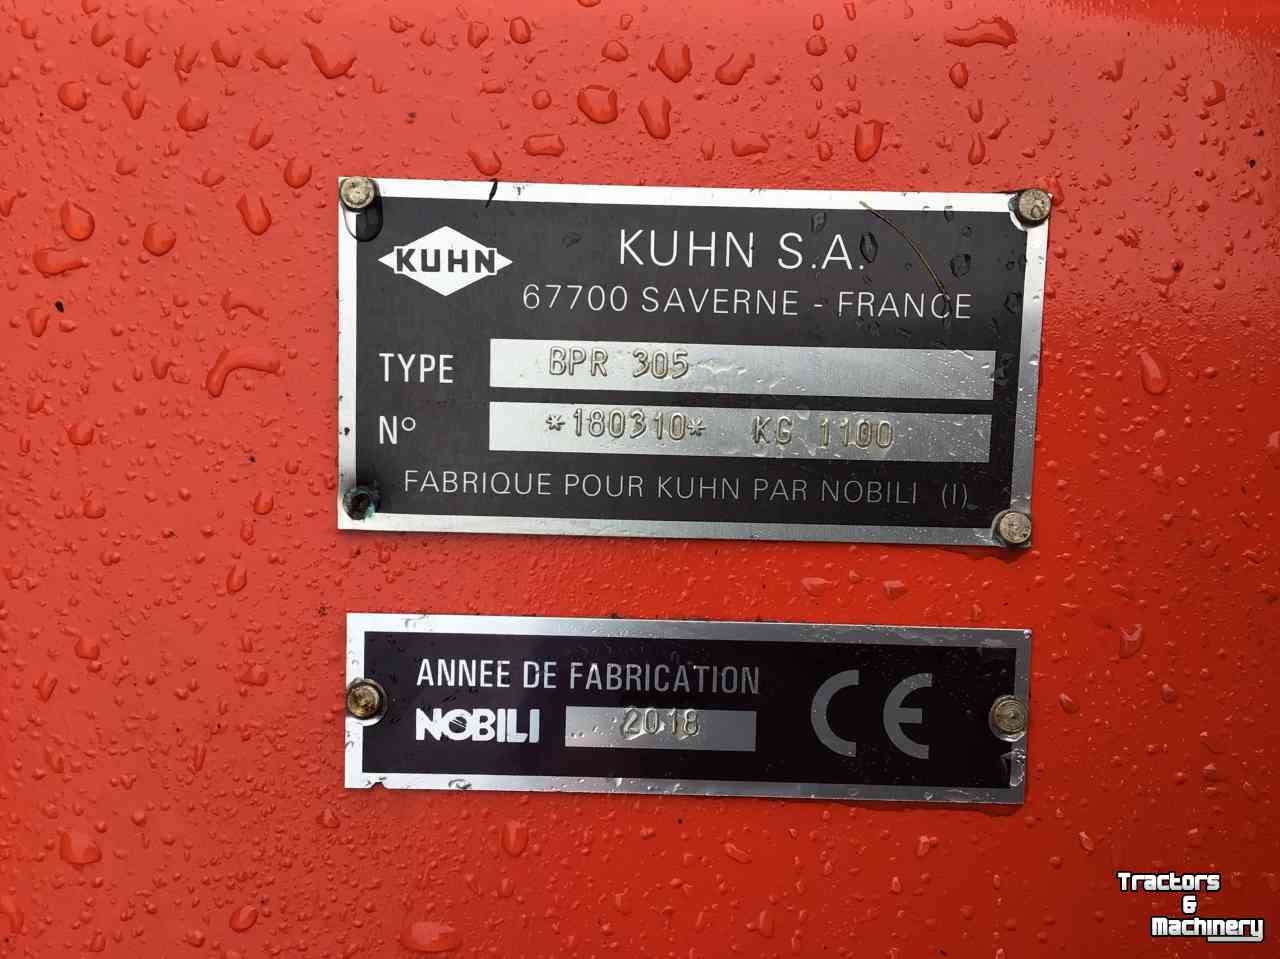 KUHN
KUHN S.A.
67700 SAVERNE - FRANCE
TYPE BPR 305
N° *180310* KG 1100
FABRIQUE POUR KUHN PAR NOBILI (I)
ANNEE DE FABRICATION
NOBILI 2018
CE
Tractors
&
Machinery